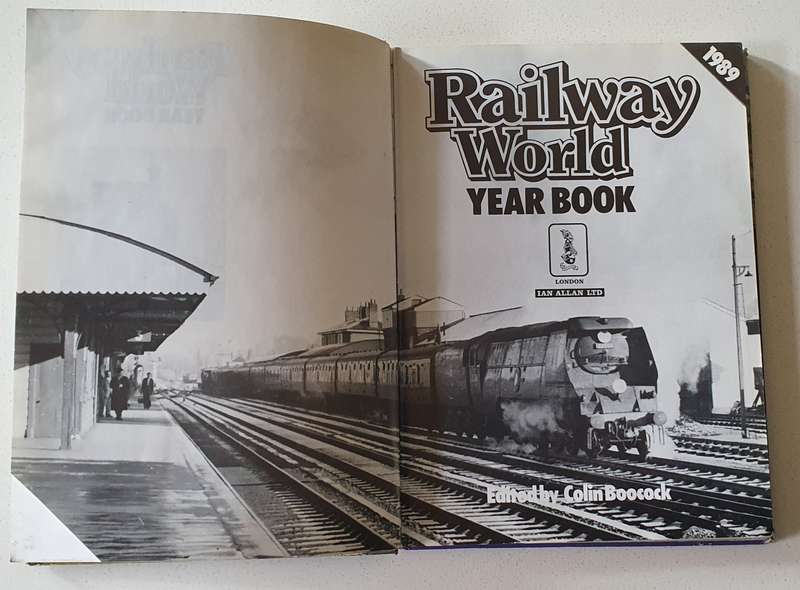 1989
Railway
World
YEAR BOOK
LONDON
IAN ALLAN LTD
Edited by Colin Boocock